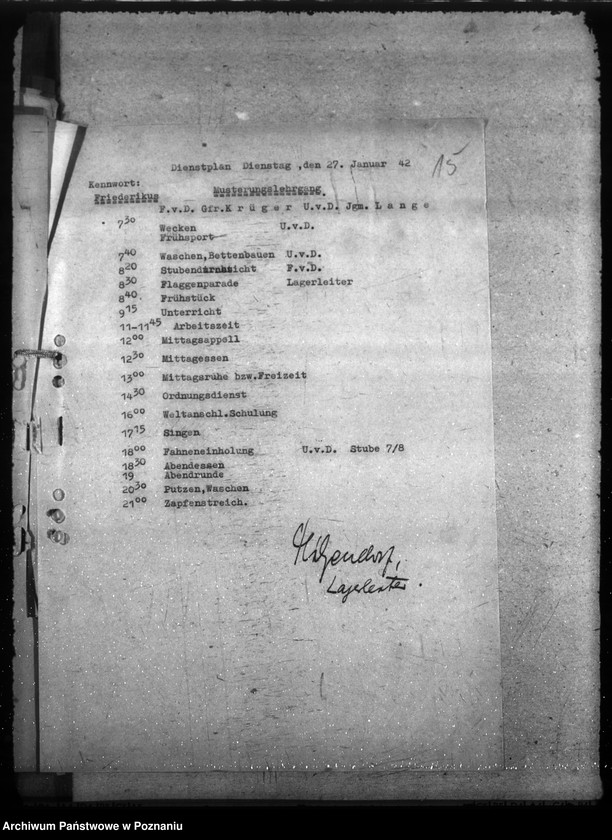 15
Dienstplan Dienstag ,den 27. Januar 42
Kennwort:
Friederikus Musterungslehrgang.
F.v.D. Gfr.Krüger U.v.D. Jgm. Lange
7³⁰ Wecken U.v.D.
Frühsport
7⁴⁰ Waschen,Bettenbauen U.v.D.
8²⁰ F.v.D.
8³⁰ Flaggenparade Lagerleiter
8⁴⁰ Frühstück
9¹⁵ Unterricht
11-11⁴⁵ Arbeitszeit
12⁰⁰ Mittagsappell
12³⁰ Mittagessen
13⁰⁰ Mittagsruhe bzw.Freizeit
14³⁰ Ordnungsdienst
16⁰⁰ Weltanschl.Schulung
17¹⁵ Singen
18⁰⁰ Fahneneinholung U.v.D. Stube 7/8
18³⁰ Abendessen
19 Abendrunde
20³⁰ Putzen,Waschen
21⁰⁰ Zapfenstreich.
Lagerleiter.
Archiwum Państwowe w Poznaniu